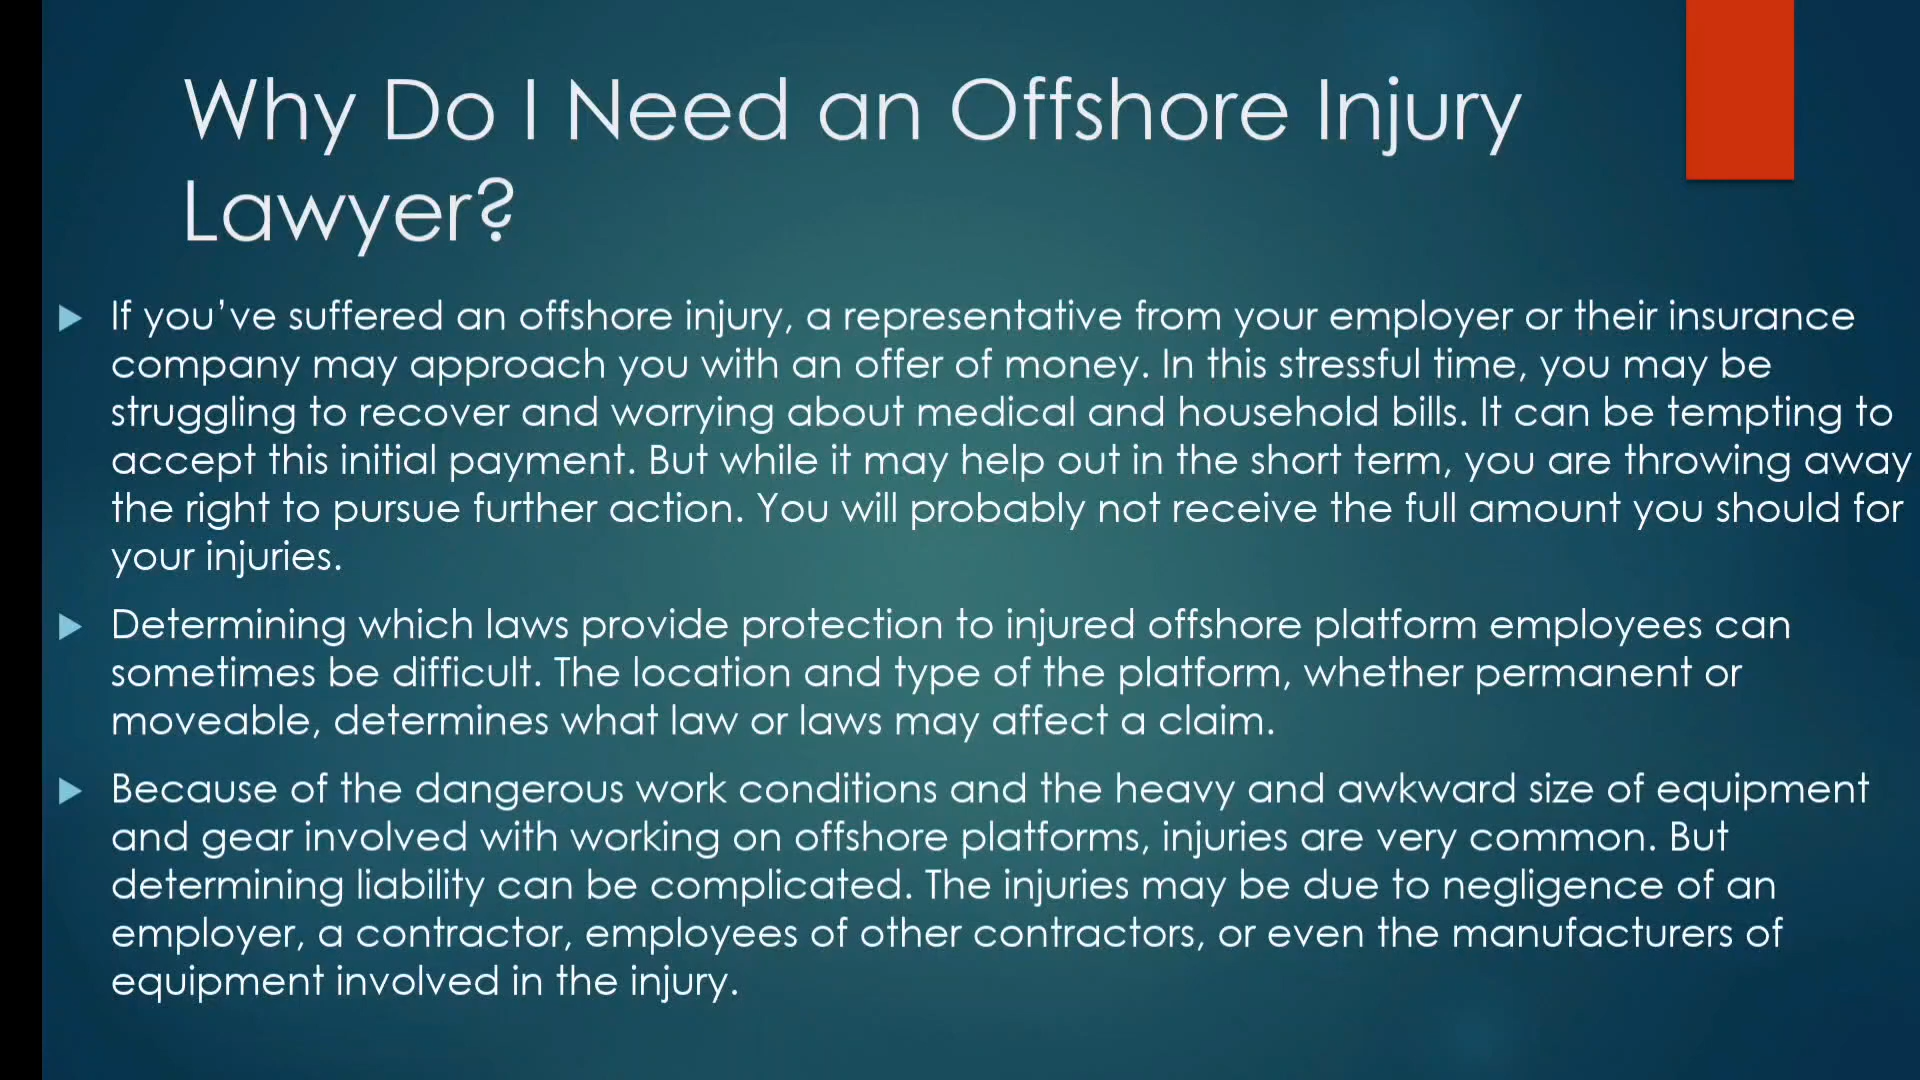 Why Do I Need an Offshore Injury
Lawyer?
If you’ve suffered an offshore injury, a representative from your employer or their insurance
company may approach you with an offer of money. In this stressful time, you may be
struggling to recover and worrying about medical and household bills. It can be tempting to
accept this initial payment. But while it may help out in the short term, you are throwing away
the right to pursue further action. You will probably not receive the full amount you should for
your injuries.
Determining which laws provide protection to injured offshore platform employees can
sometimes be difficult. The location and type of the platform, whether permanent or
moveable, determines what law or laws may affect a claim.
Because of the dangerous work conditions and the heavy and awkward size of equipment
and gear involved with working on offshore platforms, injuries are very common. But
determining liability can be complicated. The injuries may be due to negligence of an
employer, a contractor, employees of other contractors, or even the manufacturers of
equipment involved in the injury.